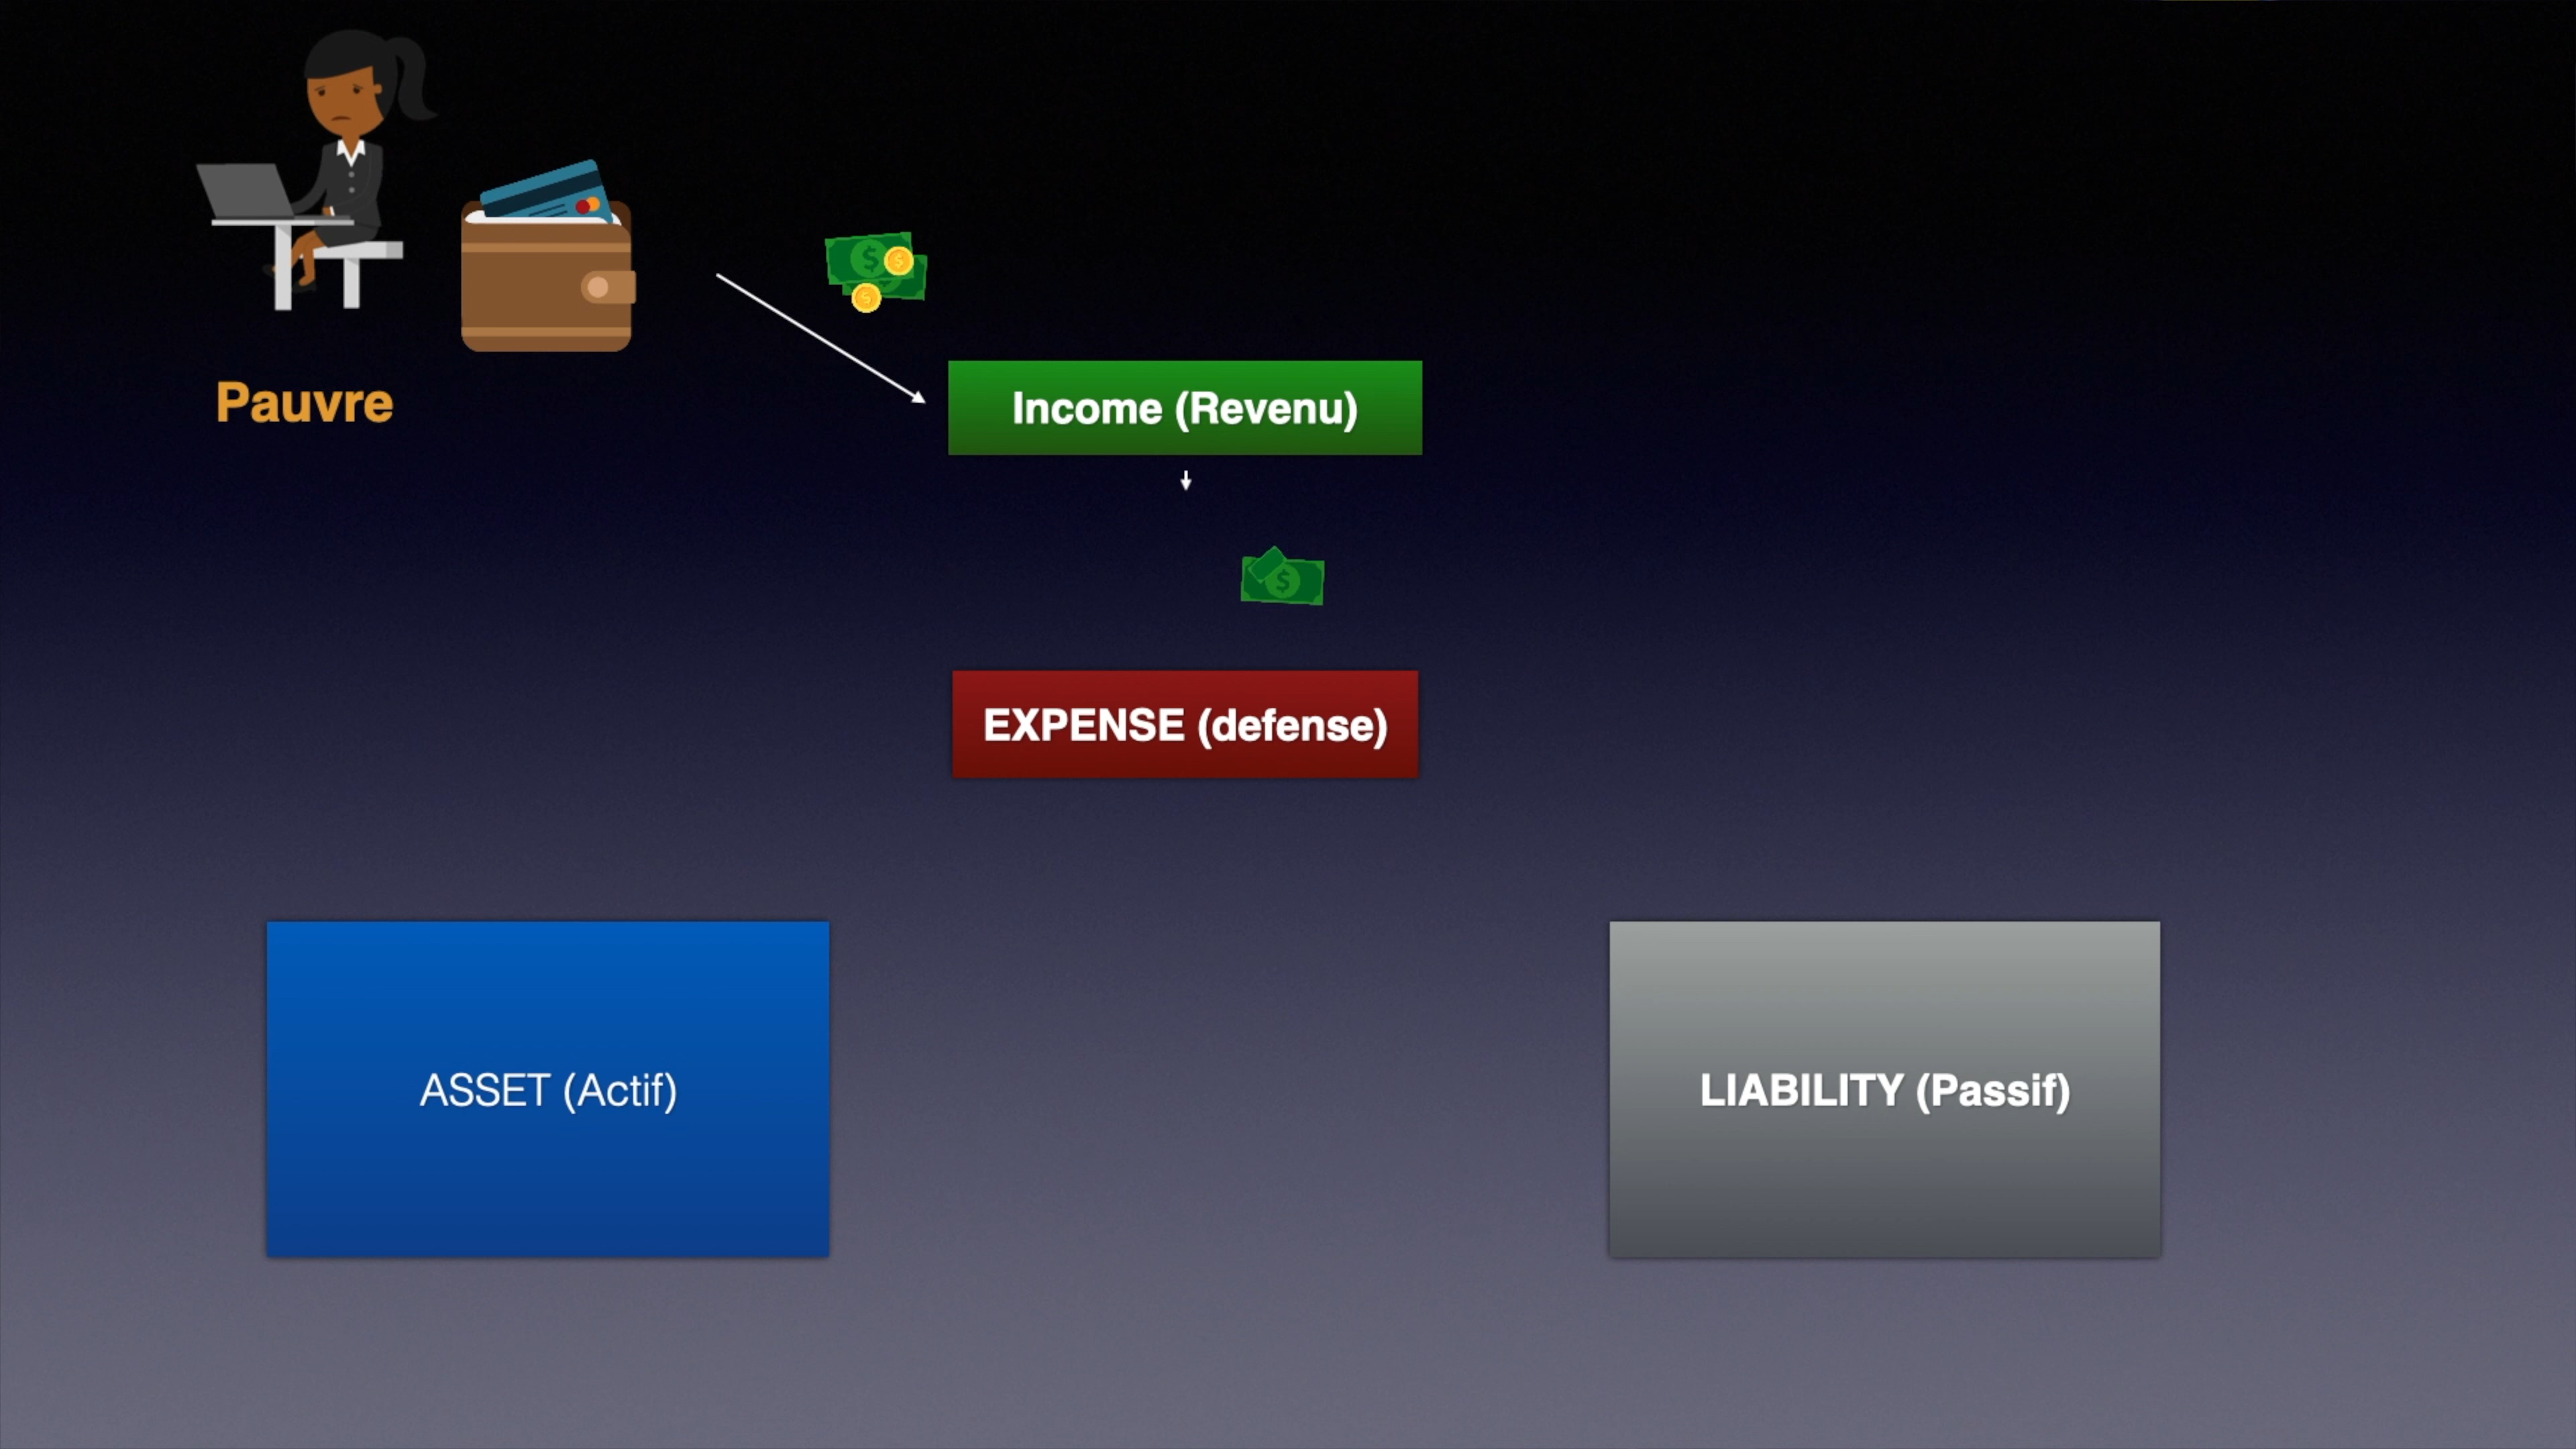 Pauvre
Income (Revenu)
EXPENSE (defense)
ASSET (Actif)
LIABILITY (Passif)